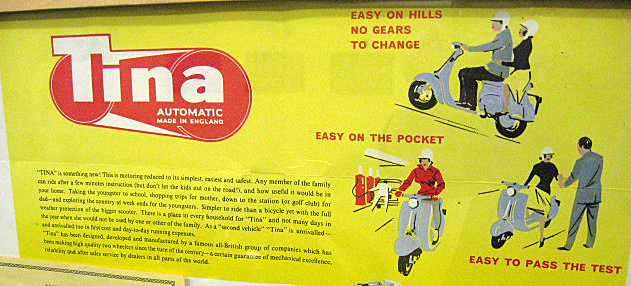 Tina
AUTOMATIC
MADE IN ENGLAND
EASY ON HILLS
NO GEARS
TO CHANGE
EASY ON THE POCKET
"TINA" is something new! This is motoring reduced to its simplest, easiest and safest. Any member of the family
can ride after a few minutes instruction (but don't let the kids out on the road!), and how useful it would be in
your home. Taking the youngster to school, shopping trips for mother, down to the station (or golf club) for
dad—and exploring the country at week ends for the youngsters. Simpler to ride than a bicycle yet with the full
weather protection of the bigger scooter. There is a place in every household for "Tina" and not many days in
the year when she would not be used by one or other of the family. As a "second vehicle" "Tina" is unrivalled—
and unrivalled too in first cost and day-to-day running expenses.
"Tina" has been designed, developed and manufactured by a famous all-British group of companies which has
been making high quality two wheelers since the turn of the century—a certain guarantee of mechanical excellence,
reliability and after sales service by dealers in all parts of the world.
EASY TO PASS THE TEST